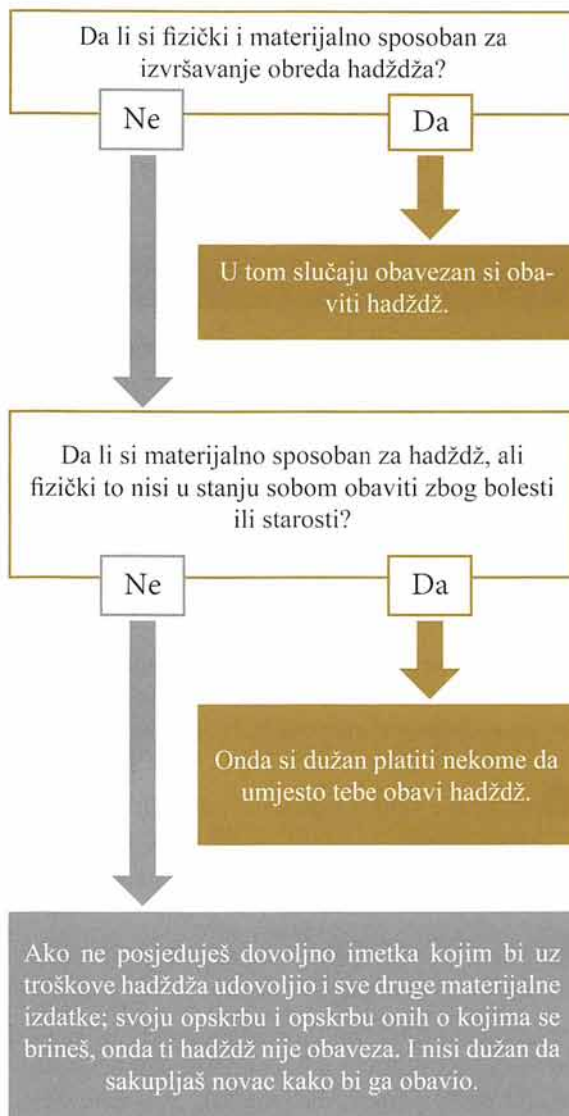 Da li si fizički i materijalno sposoban za
izvršavanje obreda hadždža?
Ne
Da
U tom slučaju obavezan si oba-
viti hadždž.
Da li si materijalno sposoban za hadždž, ali
fizički to nisi u stanju sobom obaviti zbog bolesti
ili starosti?
Ne
Da
Onda si dužan platiti nekome da
umjesto tebe obavi hadždž.
Ako ne posjeduješ dovoljno imetka kojim bi uz
troškove hadždža udovoljio i sve druge materijalne
izdatke; svoju opskrbu i opskrbu onih o kojima se
brineš, onda ti hadždž nije obaveza. I nisi dužan da
sakupljaš novac kako bi ga obavio.